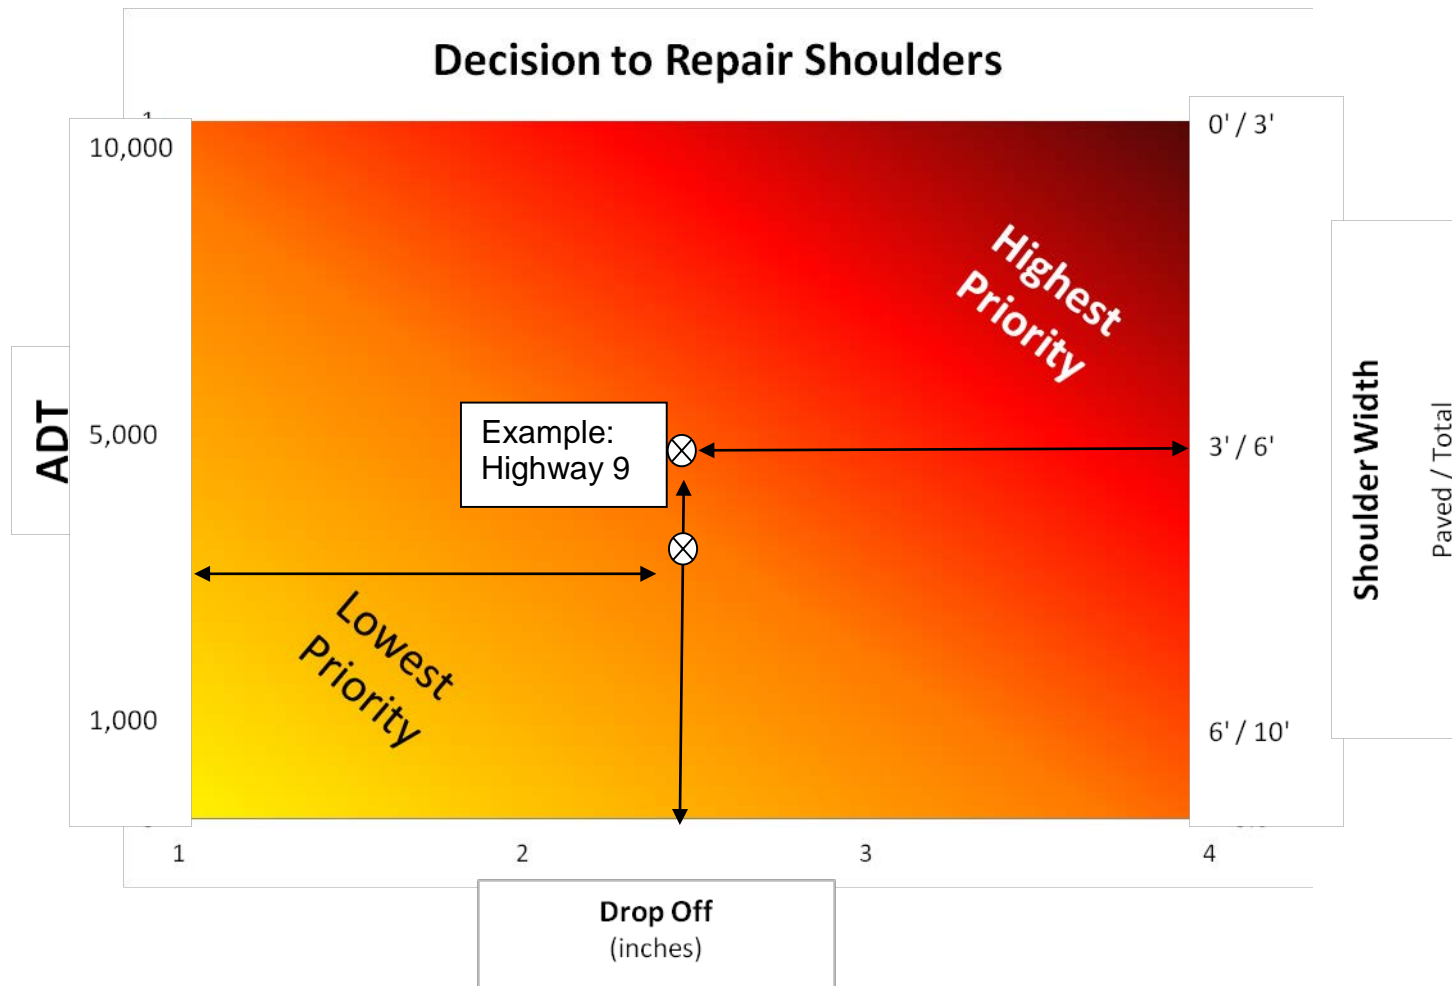 Decision to Repair Shoulders
10,000
5,000
1,000
ADT
0' / 3'
3' / 6'
6' / 10'
Shoulder Width
Paved / Total
Highest
Priority
Example:
Highway 9
Lowest
Priority
1
2
3
4
Drop Off
(inches)